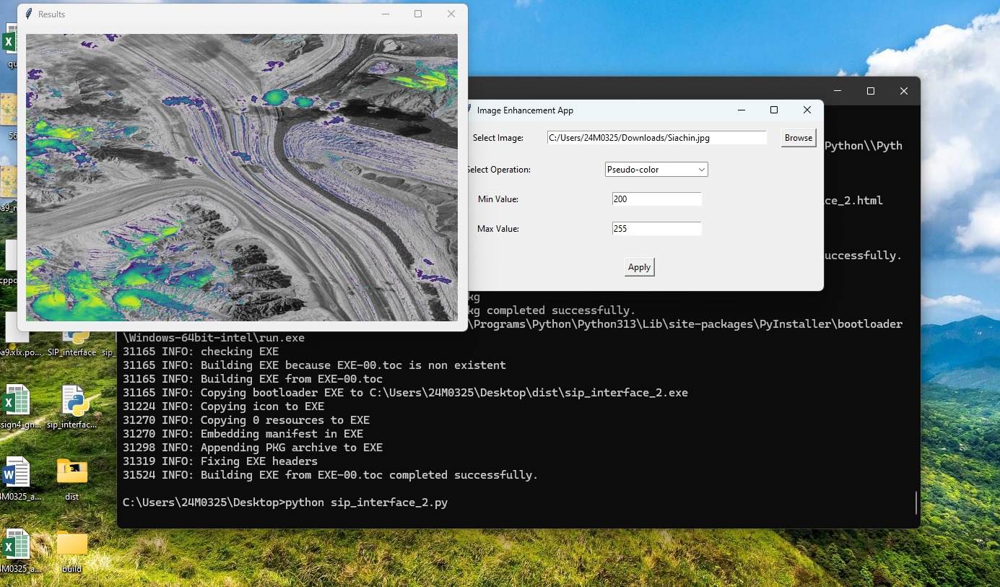 Results
Image Enhancement App
Select Image:
C:/Users/24M0325/Downloads/Siachin.jpg
Browse
Select Operation:
Pseudo-color
Min Value:
200
Max Value:
255
Apply
Python\\Pyth
ce_2.html
uccessfully.
kg
kg completed successfully.
\Programs\Python\Python313\Lib\site-packages\PyInstaller\bootloader
\Windows-64bit-intel\run.exe
31165 INFO: checking EXE
31165 INFO: Building EXE because EXE-00.toc is non existent
31165 INFO: Building EXE from EXE-00.toc
31165 INFO: Copying bootloader EXE to C:\Users\24M0325\Desktop\dist\sip_interface_2.exe
31224 INFO: Copying icon to EXE
31270 INFO: Copying 0 resources to EXE
31270 INFO: Embedding manifest in EXE
31298 INFO: Appending PKG archive to EXE
31319 INFO: Fixing EXE headers
31524 INFO: Building EXE from EXE-00.toc completed successfully.
C:\Users\24M0325\Desktop>python sip_interface_2.py
qu
56
a9_n
cppo
a9.xlx.po...
SIP_interface
sip_
sign4_gn...
sip_interfac...
4M0325_a...
dist
4M0325_a...
build